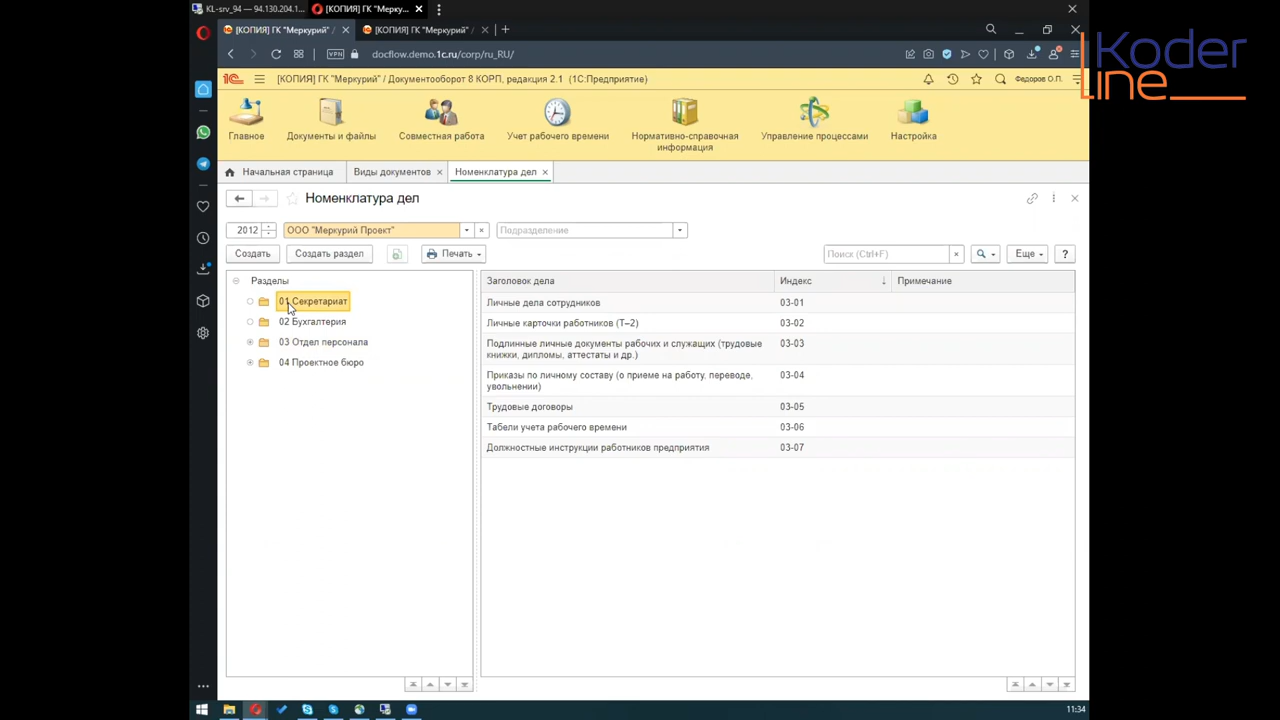 KL-srv_94 — 94.130.204.1...
[КОПИЯ] ГК "Мерку...
Koder
Line
[КОПИЯ] ГК "Меркурий" /
[КОПИЯ] ГК "Меркурий" /
VPN
docflow.demo.1c.ru/corp/ru_RU/
[КОПИЯ] ГК "Меркурий" / Документооборот 8 КОРП, редакция 2.1 (1С:Предприятие)
Федоров О.П.
Главное
Документы и файлы
Совместная работа
Учет рабочего времени
Нормативно-справочная
информация
Управление процессами
Настройка
Начальная страница
Виды документов
Номенклатура дел
Номенклатура дел
2012
ООО "Меркурий Проект"
Подразделение
Создать
Создать раздел
Печать
Поиск (Ctrl+F)
Еще
?
Разделы
01 Секретариат
02 Бухгалтерия
03 Отдел персонала
04 Проектное бюро
Заголовок дела Индекс Примечание
Личные дела сотрудников 03-01
Личные карточки работников (Т–2) 03-02
Подлинные личные документы рабочих и служащих (трудовые 03-03
книжки, дипломы, аттестаты и др.)
Приказы по личному составу (о приеме на работу, переводе, 03-04
увольнении)
Трудовые договоры 03-05
Табели учета рабочего времени 03-06
Должностные инструкции работников предприятия 03-07
11:34